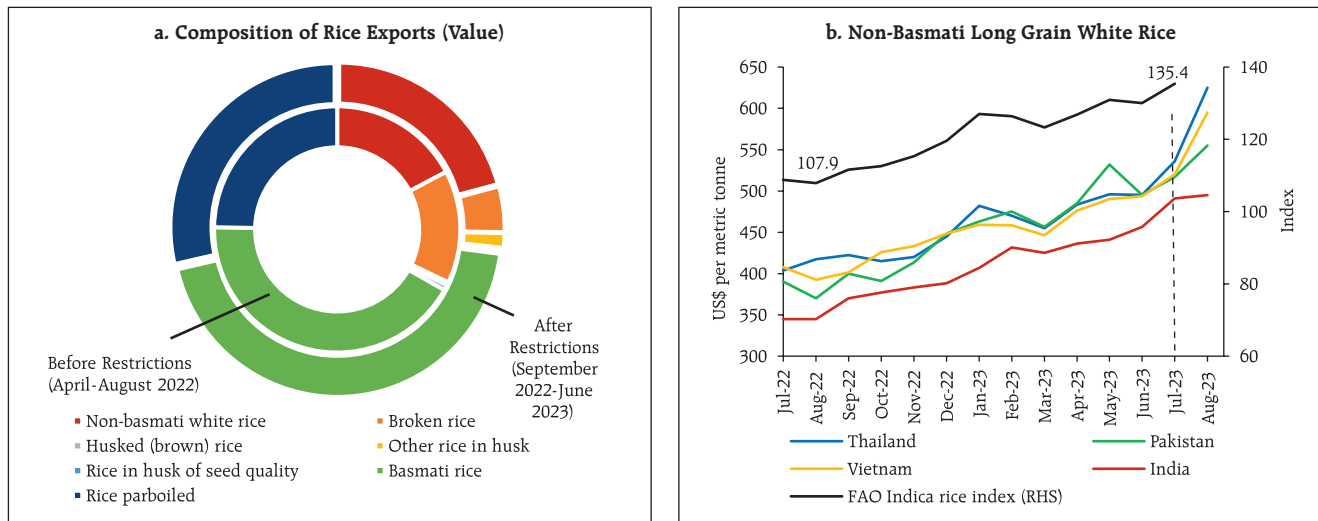 a. Composition of Rice Exports (Value)
Before Restrictions
(April-August 2022)
After
Restrictions
(September
2022-June
2023)
Non-basmati white rice
Broken rice
Husked (brown) rice
Other rice in husk
Rice in husk of seed quality
Basmati rice
Rice parboiled
b. Non-Basmati Long Grain White Rice
US$ per metric tonne
650
600
550
500
450
400
350
300
107.9
135.4
140
120
100
80
60
Index
Jul-22
Aug-22
Sep-22
Oct-22
Nov-22
Dec-22
Jan-23
Feb-23
Mar-23
Apr-23
May-23
Jun-23
Jul-23
Aug-23
Thailand
Pakistan
Vietnam
India
FAO Indica rice index (RHS)